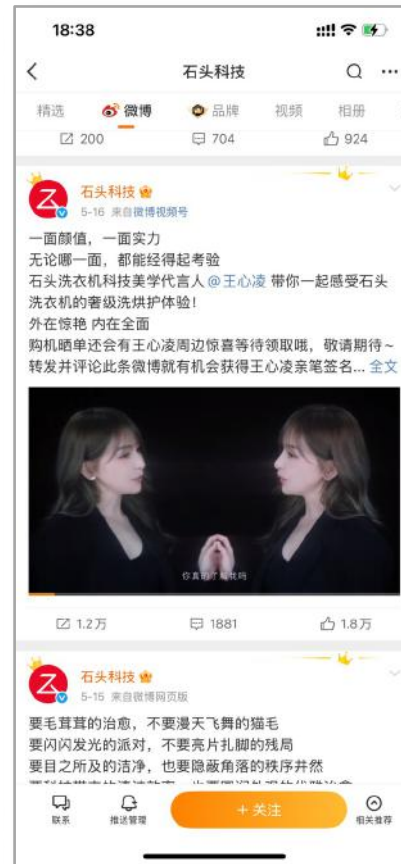 18:38
石头科技
精选 微博 品牌 视频 相册
200 704 924
石头科技
5-16 来自微博视频号
一面颜值，一面实力
无论哪一面，都能经得起考验
石头洗衣机科技美学代言人@王心凌 带你一起感受石头
洗衣机的奢级洗烘护体验！
外在惊艳 内在全面
购机晒单还会有王心凌周边惊喜等待领取哦，敬请期待~
转发并评论此条微博就有机会获得王心凌亲笔签名... 全文
你真的了解我吗
1.2万 1881 1.8万
石头科技
5-15 来自微博网页版
要毛茸茸的治愈，不要漫天飞舞的猫毛
要闪闪发光的派对，不要亮片扎脚的残局
要目之所及的洁净，也要隐蔽角落的秩序井然
联系 推送管理 +关注 相关推荐